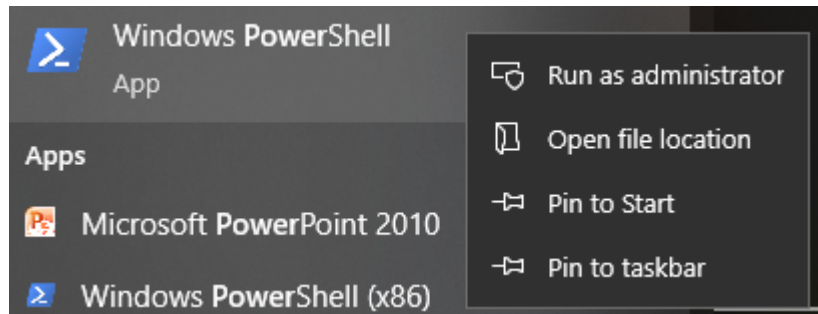 Windows PowerShell
App
Apps
Microsoft PowerPoint 2010
Windows PowerShell (x86)
Run as administrator
Open file location
Pin to Start
Pin to taskbar